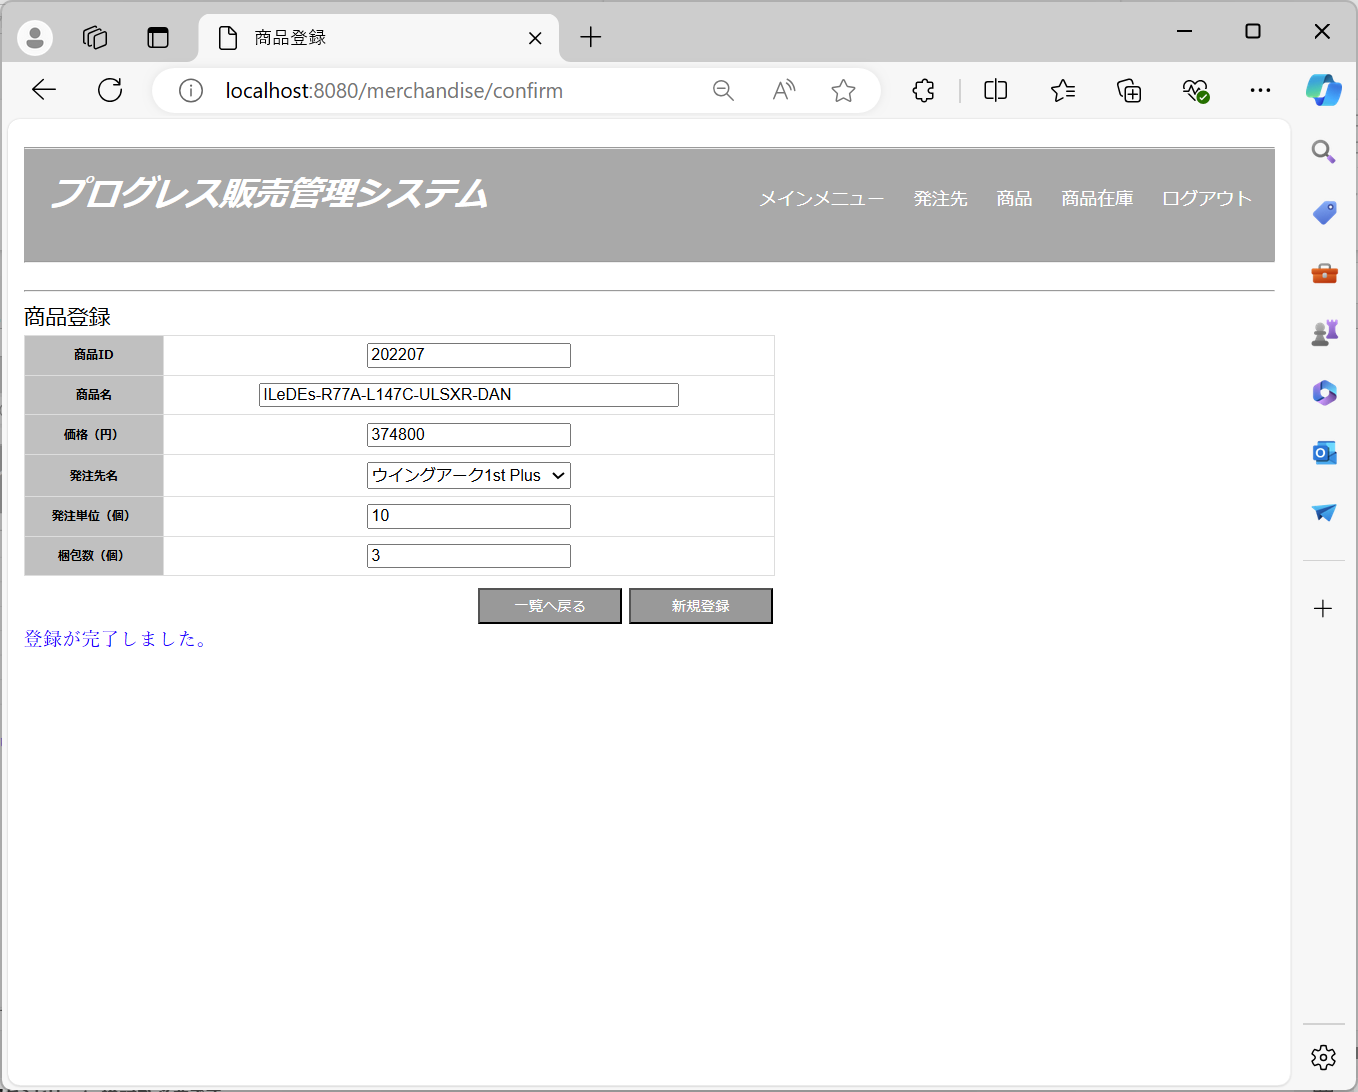 商品登録
localhost:8080/merchandise/confirm
プログレス販売管理システム
メインメニュー 発注先 商品 商品在庫 ログアウト
商品登録
商品ID 202207
商品名 ILeDEs-R77A-L147C-ULSXR-DAN
価格（円） 374800
発注先名 ウイングアーク1st Plus
発注単位（個） 10
梱包数（個） 3
一覧へ戻る 新規登録
登録が完了しました。